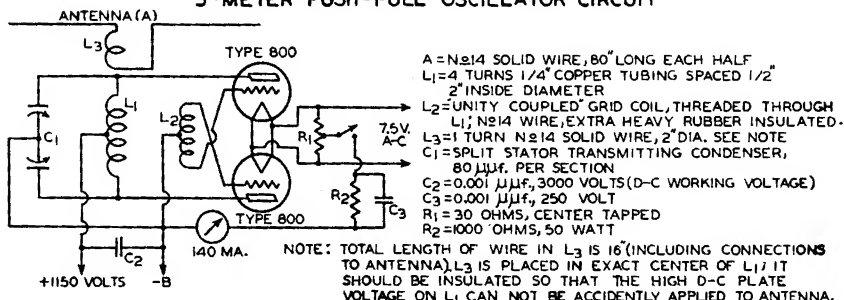 5-METER PUSH-PULL OSCILLATOR CIRCUIT
ANTENNA (A)
L3
TYPE 800
L1
L2
C1
R1
7.5V.
A-C
R2
C3
TYPE 800
140 MA.
C2
+1150 VOLTS
-B
A = No14 SOLID WIRE, 80" LONG EACH HALF
L1 = 4 TURNS 1/4" COPPER TUBING SPACED 1/2"
2" INSIDE DIAMETER
L2 = "UNITY COUPLED" GRID COIL, THREADED THROUGH
L1; No14 WIRE, EXTRA HEAVY RUBBER INSULATED.
L3 = 1 TURN No14 SOLID WIRE, 2" DIA. SEE NOTE
C1 = SPLIT STATOR TRANSMITTING CONDENSER,
80 µµf. PER SECTION
C2 = 0.001 µµf., 3000 VOLTS (D-C WORKING VOLTAGE)
C3 = 0.001 µµf., 250 VOLT
R1 = 30 OHMS, CENTER TAPPED
R2 = 1000 OHMS, 50 WATT
NOTE: TOTAL LENGTH OF WIRE IN L3 IS 16" (INCLUDING CONNECTIONS
TO ANTENNA). L3 IS PLACED IN EXACT CENTER OF L1; IT
SHOULD BE INSULATED SO THAT THE HIGH D-C PLATE
VOLTAGE ON L1 CAN NOT BE ACCIDENTLY APPLIED TO ANTENNA.